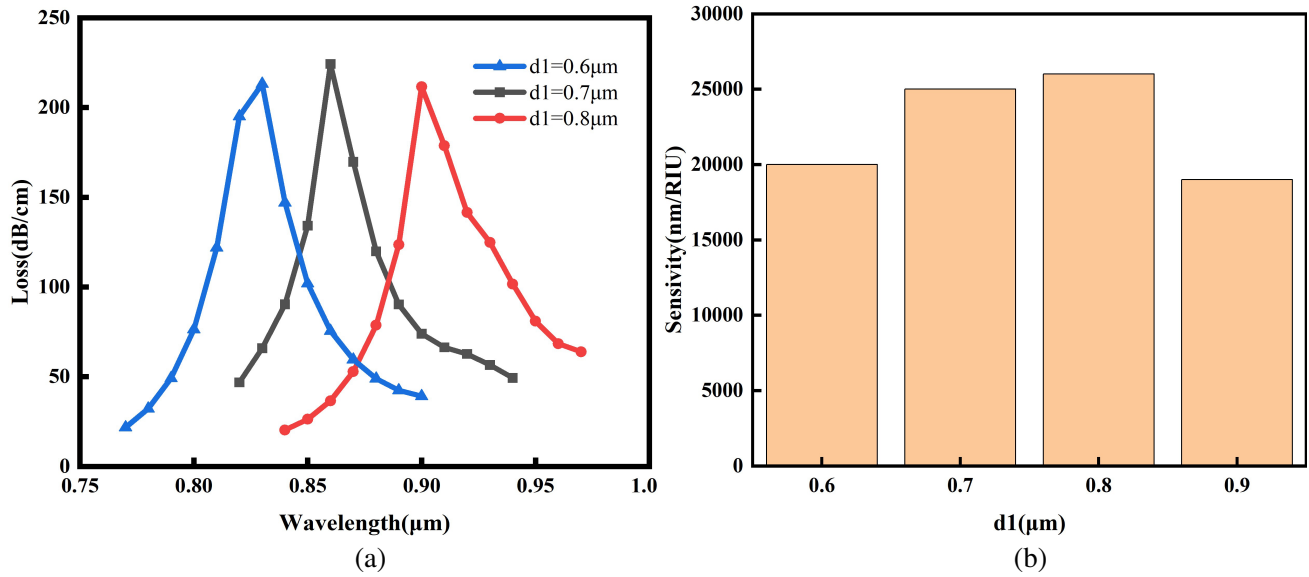 250
200
150
100
50
0
Loss(dB/cm)
d1=0.6μm
d1=0.7μm
d1=0.8μm
0.75 0.80 0.85 0.90 0.95 1.0
Wavelength(μm)
(a)
30000
25000
20000
15000
10000
5000
0
Sensivity(nm/RIU)
0.6 0.7 0.8 0.9
d1(μm)
(b)